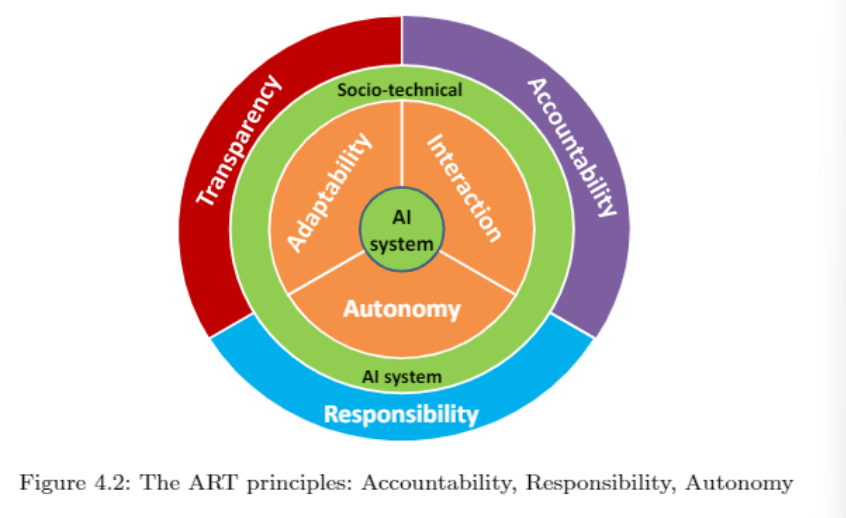 Transparency
Accountability
Socio-technical
Adaptability
Interaction
AI
system
Autonomy
AI system
Responsibility
Figure 4.2: The ART principles: Accountability, Responsibility, Autonomy